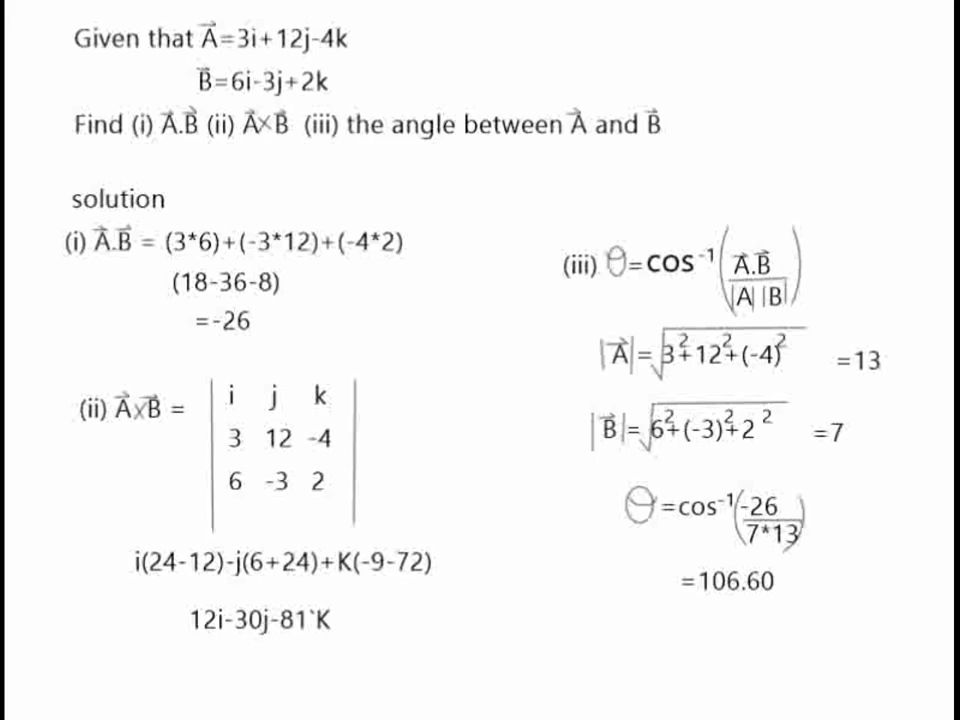 Given that A⃗=3i+12j-4k
B⃗=6i-3j+2k
Find (i) A⃗.B⃗ (ii) A⃗×B⃗ (iii) the angle between A⃗ and B⃗
solution
(i) A⃗.B⃗ = (3*6)+(-3*12)+(-4*2)
(18-36-8)
=-26
(ii) A⃗×B⃗ = | i j k |
3 12 -4
6 -3 2
i(24-12)-j(6+24)+K(-9-72)
12i-30j-81`K
(iii) θ=cos⁻¹(A⃗.B⃗ / |A| |B|)
|A⃗|=√3²+12²+(-4)² =13
|B⃗|=√6²+(-3)²+2² =7
θ=cos⁻¹(-26 / 7*13)
=106.60